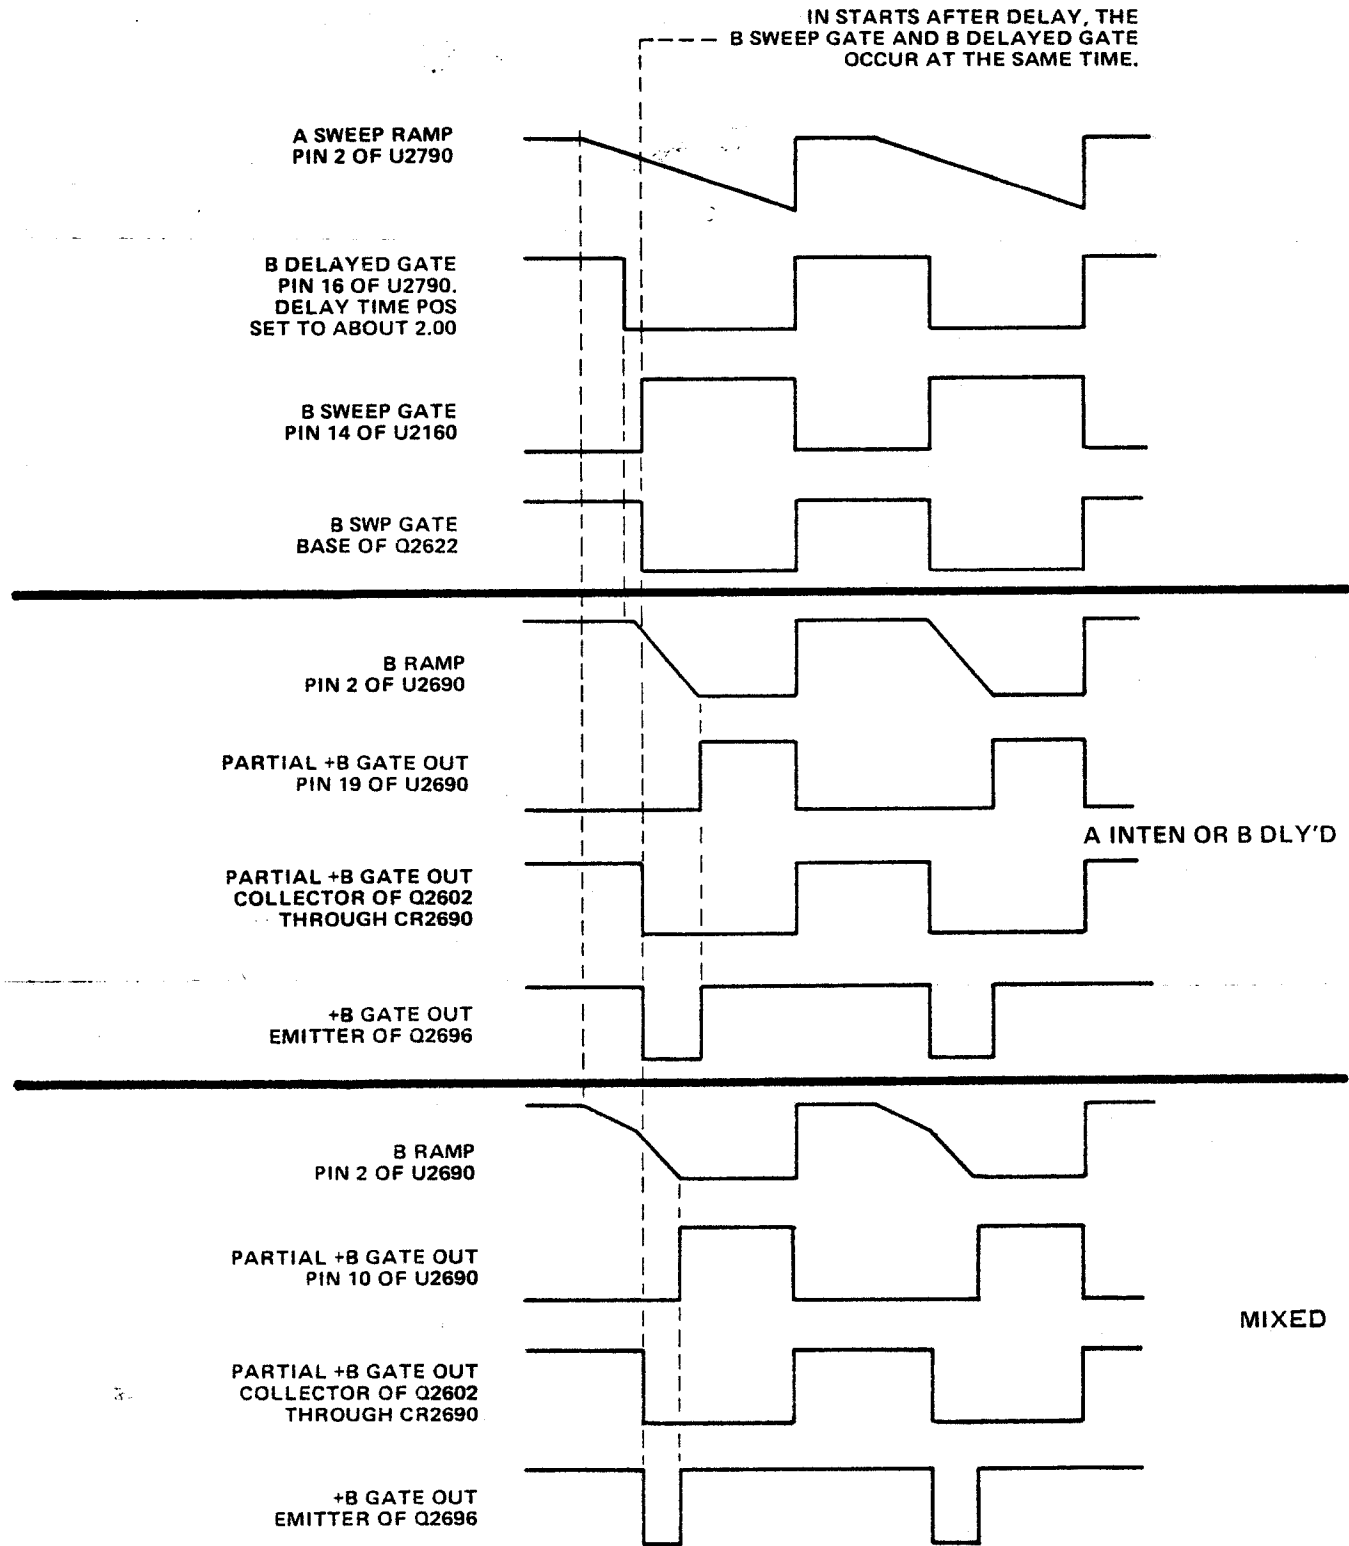 IN STARTS AFTER DELAY, THE
B SWEEP GATE AND B DELAYED GATE
OCCUR AT THE SAME TIME.
A SWEEP RAMP
PIN 2 OF U2790
B DELAYED GATE
PIN 16 OF U2790.
DELAY TIME POS
SET TO ABOUT 2.00
B SWEEP GATE
PIN 14 OF U2160
B SWP GATE
BASE OF Q2622
B RAMP
PIN 2 OF U2690
PARTIAL +B GATE OUT
PIN 19 OF U2690
A INTEN OR B DLY'D
PARTIAL +B GATE OUT
COLLECTOR OF Q2602
THROUGH CR2690
+B GATE OUT
EMITTER OF Q2696
B RAMP
PIN 2 OF U2690
PARTIAL +B GATE OUT
PIN 10 OF U2690
MIXED
PARTIAL +B GATE OUT
COLLECTOR OF Q2602
THROUGH CR2690
+B GATE OUT
EMITTER OF Q2696